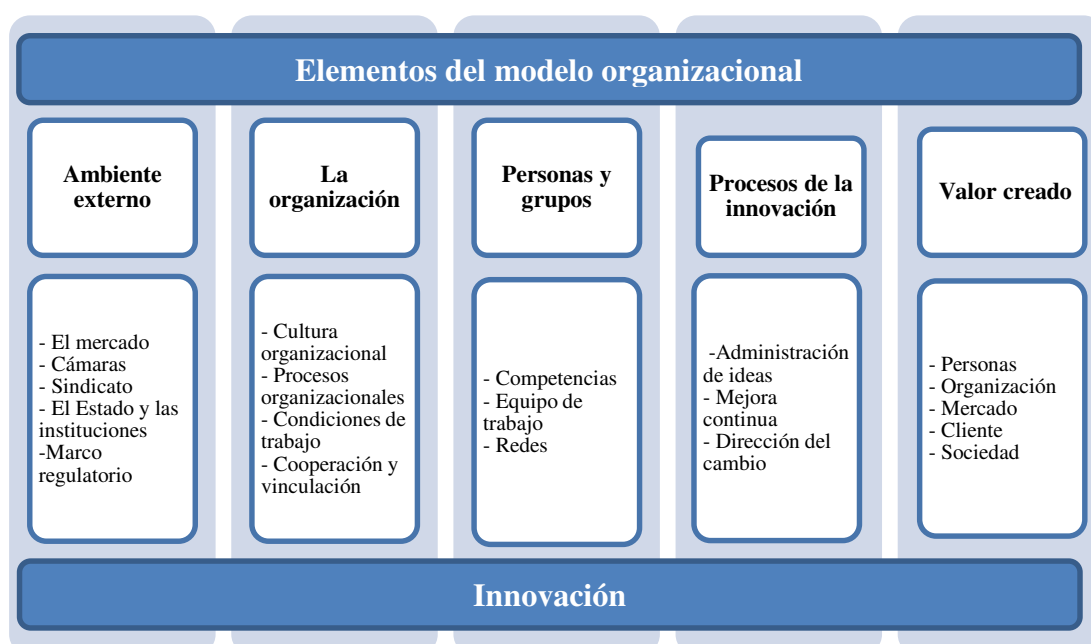 Elementos del modelo organizacional
Ambiente
externo
- El mercado
- Cámaras
- Sindicato
- El Estado y las
instituciones
-Marco
regulatorio
La
organización
- Cultura
organizacional
- Procesos
organizacionales
- Condiciones de
trabajo
- Cooperación y
vinculación
Personas y
grupos
- Competencias
- Equipo de
trabajo
- Redes
Procesos de la
innovación
-Administración
de ideas
- Mejora
continua
- Dirección del
cambio
Valor creado
- Personas
- Organización
- Mercado
- Cliente
- Sociedad
Innovación